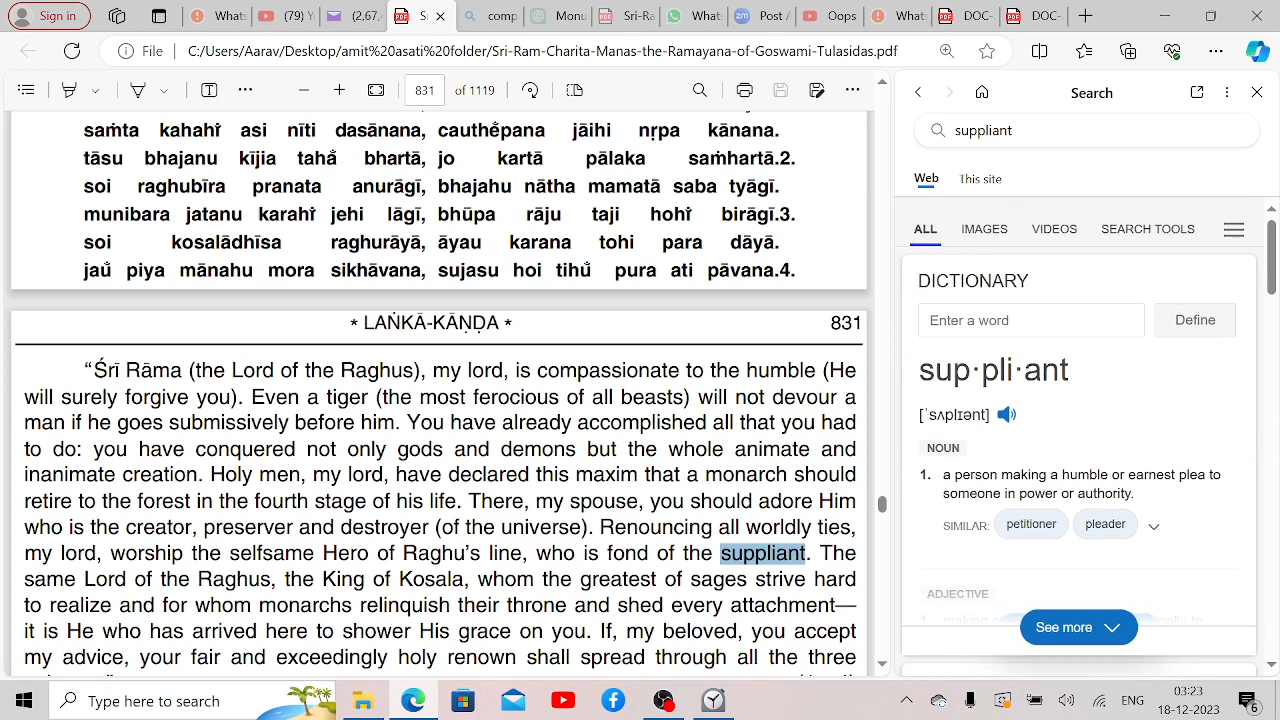 Sign in
Whats
(79) Y
(2,67,
S
comp
Monu
Sri-Ra
Whats
Post /
Ops
Whats
DOC-
DOC-
File
C:/Users/Aarav/Desktop/amit%20asati%20folder/Sri-Ram-Charita-Manas-the-Ramayana-of-Goswami-Tulasidas.pdf
831 of 1119
saṁta kahahiṁ̐ asi nīti dasānana, cauthĕpana jāihi nṛpa kānana.
tāsu bhajanu kījia tahå̐ bhartā, jo kartā pālaka saṁhartā.2.
soi raghubīra pranata anurāgī, bhajahu nātha mamatā saba tyāgī.
munibara jatanu karahi̐ jehi lāgī, bhūpa rāju taji hohi̐ birāgī.3.
soi kosalādhīsa raghurāyā, āyau karana tohi para dāyā.
jau̐ piya mānahu mora sikhāvana, sujasu hoi tihu̐ pura ati pāvana.4.
* LAṄKĀ-KĀṆḌA * 831
“Śrī Rāma (the Lord of the Raghus), my lord, is compassionate to the humble (He
will surely forgive you). Even a tiger (the most ferocious of all beasts) will not devour a
man if he goes submissively before him. You have already accomplished all that you had
to do: you have conquered not only gods and demons but the whole animate and
inanimate creation. Holy men, my lord, have declared this maxim that a monarch should
retire to the forest in the fourth stage of his life. There, my spouse, you should adore Him
who is the creator, preserver and destroyer (of the universe). Renouncing all worldly ties,
my lord, worship the selfsame Hero of Raghu’s line, who is fond of the suppliant. The
same Lord of the Raghus, the King of Kosala, whom the greatest of sages strive hard
to realize and for whom monarchs relinquish their throne and shed every attachment—
it is He who has arrived here to shower His grace on you. If, my beloved, you accept
my advice, your fair and exceedingly holy renown shall spread through all the three
Search
suppliant
Web
This site
ALL
IMAGES
VIDEOS
SEARCH TOOLS
DICTIONARY
Enter a word
Define
sup·pli·ant
[ˈsʌplɪənt]
NOUN
1. a person making a humble or earnest plea to
someone in power or authority.
SIMILAR: petitioner pleader
ADJECTIVE
See more
Type here to search
ENG
03:23
18-12-2023
6